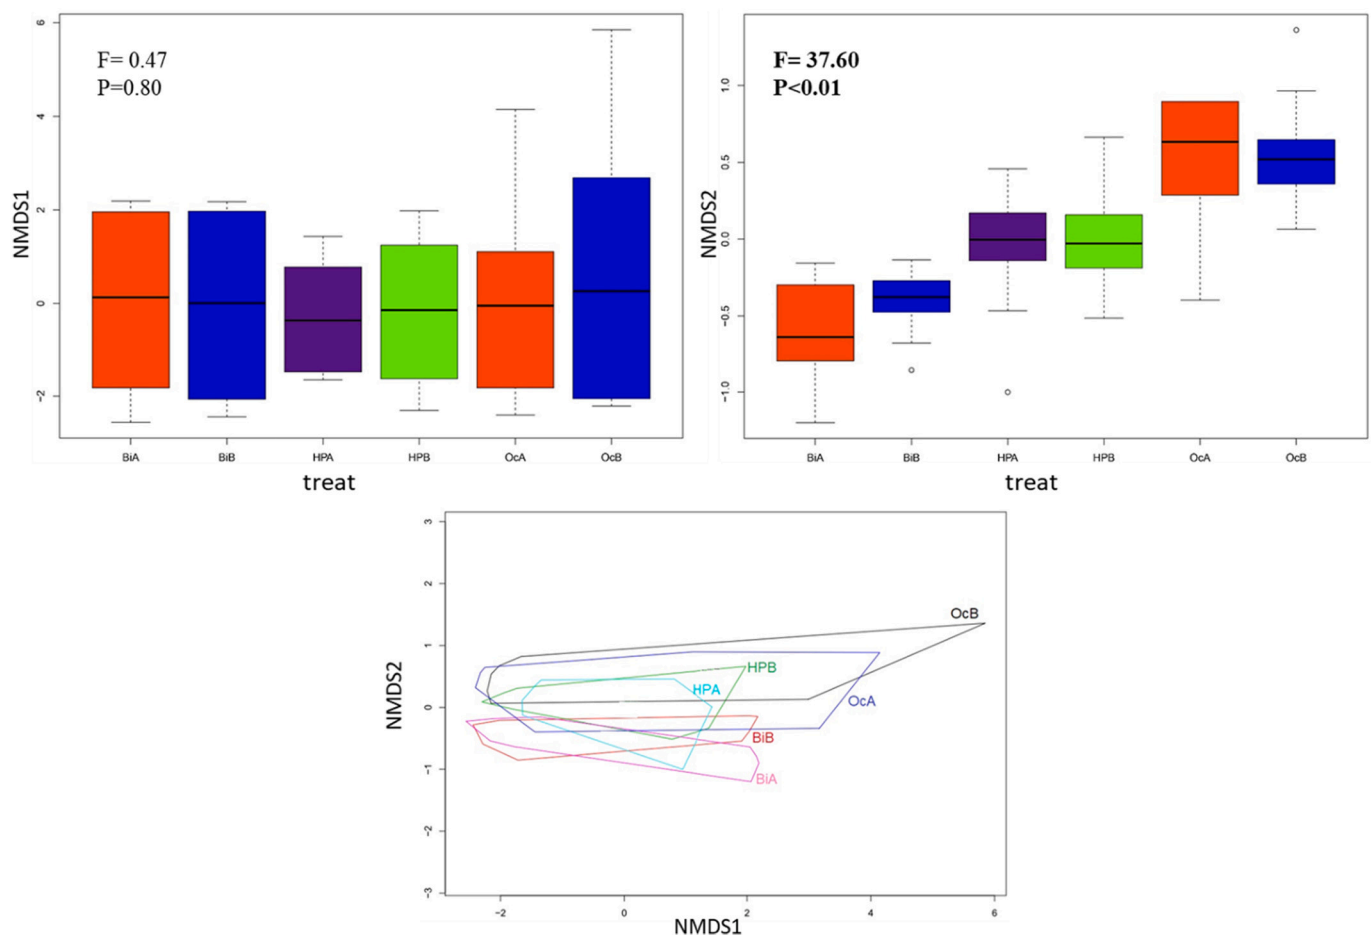 F= 0.47
P=0.80
NMDS1
6
4
2
0
−2
BiA BiB HPA HPB OcA OcB
treat
F= 37.60
P<0.01
NMDS2
1.0
0.5
0.0
−0.5
−1.0
BiA BiB HPA HPB OcA OcB
treat
NMDS2
3
2
1
0
−1
−2
−3
OcB
HPB
HPA
OcA
BiB
BiA
−2 0 2 4 6
NMDS1